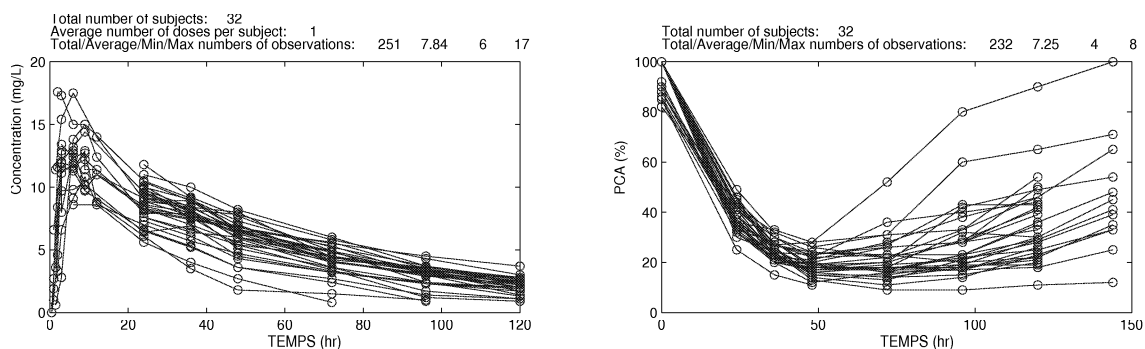 Total number of subjects: 32
Average number of doses per subject: 1
Total/Average/Min/Max numbers of observations: 251 7.84 6 17
20
15
10
5
0
Concentration (mg/L)
0 20 40 60 80 100 120
TEMPS (hr)
Total number of subjects: 32
Total/Average/Min/Max numbers of observations: 232 7.25 4 8
100
80
60
40
20
0
PCA (%)
0 50 100 150
TEMPS (hr)